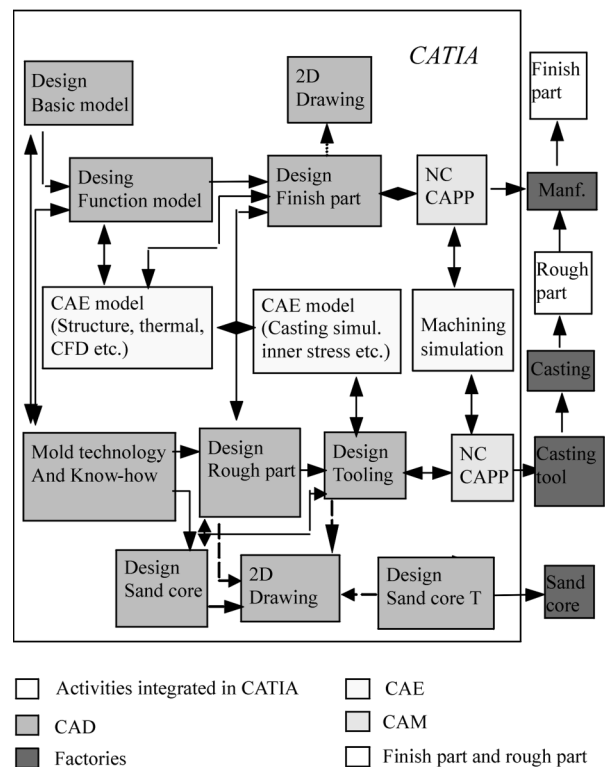 CATIA
Design
Basic model
2D
Drawing
Finish
part
Desing
Function model
Design
Finish part
NC
CAPP
Manf.
CAE model
(Structure, thermal,
CFD etc.)
CAE model
(Casting simul.
inner stress etc.)
Machining
simulation
Rough
part
Casting
Mold technology
And Know-how
Design
Rough part
Design
Tooling
NC
CAPP
Casting
tool
Design
Sand core
2D
Drawing
Design
Sand core T
Sand
core
Activities integrated in CATIA
CAE
CAD
CAM
Factories
Finish part and rough part